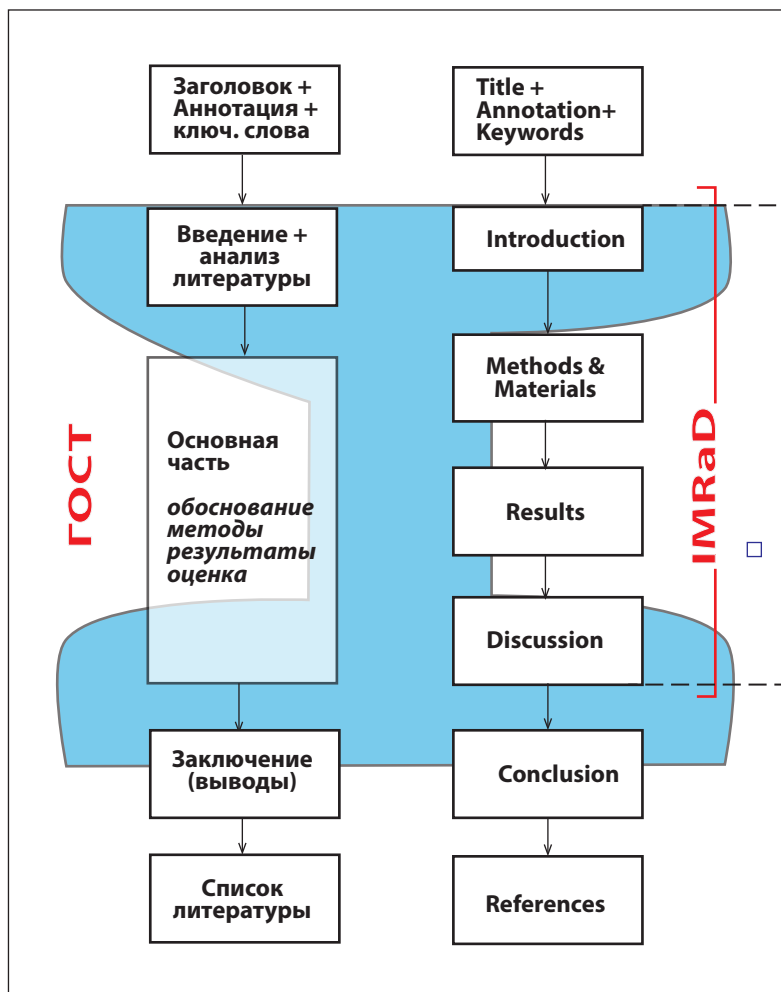 Заголовок +
Аннотация +
ключ. слова
Введение +
анализ
литературы
ГОСТ
Основная
часть
обоснование
методы
результаты
оценка
Заключение
(выводы)
Список
литературы
Title +
Annotation+
Keywords
Introduction
Methods &
Materials
Results
Discussion
IMRaD
Conclusion
References